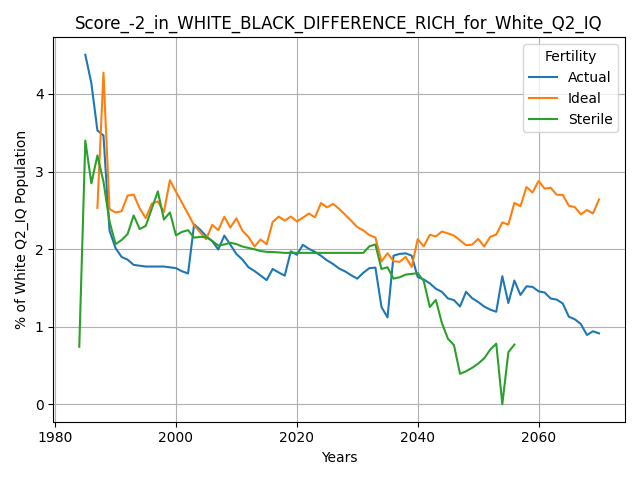 Score_-2_in_WHITE_BLACK_DIFFERENCE_RICH_for_White_Q2_IQ
Fertility
Actual
Ideal
Sterile
% of White Q2_IQ Population
4
3
2
1
0
1980
2000
2020
2040
2060
Years